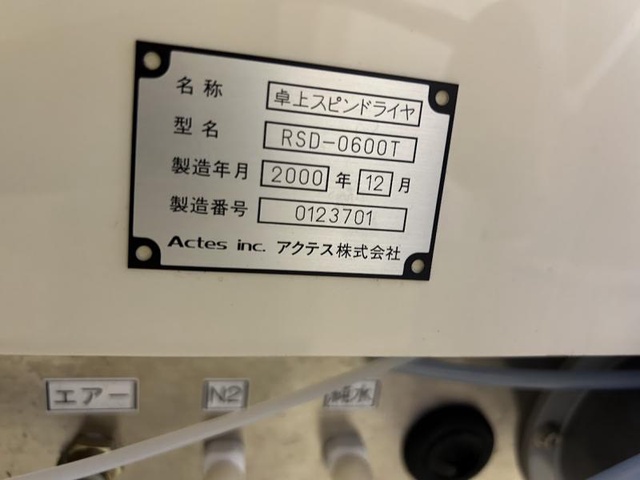 名称 卓上スピンドライヤ
型名 RSD-0600T
製造年月 2000 年 12 月
製造番号 0123701
Actes inc. アクテス株式会社
エアー N2